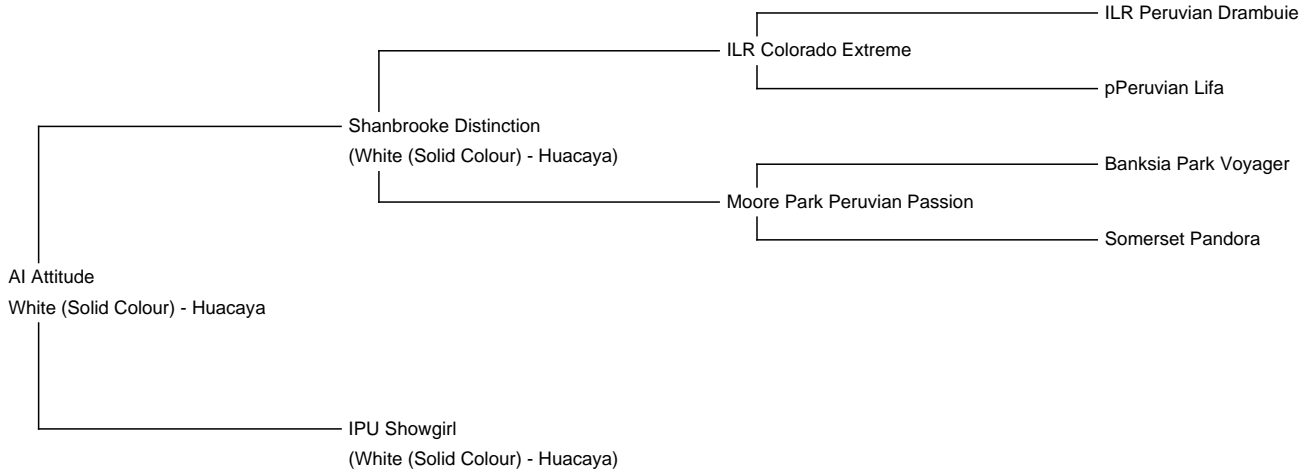 ILR Peruvian Drambuie
ILR Colorado Extreme
pPeruvian Lifa
Shanbrooke Distinction
(White (Solid Colour) - Huacaya)
Banksia Park Voyager
Moore Park Peruvian Passion
Somerset Pandora
AI Attitude
White (Solid Colour) - Huacaya
IPU Showgirl
(White (Solid Colour) - Huacaya)